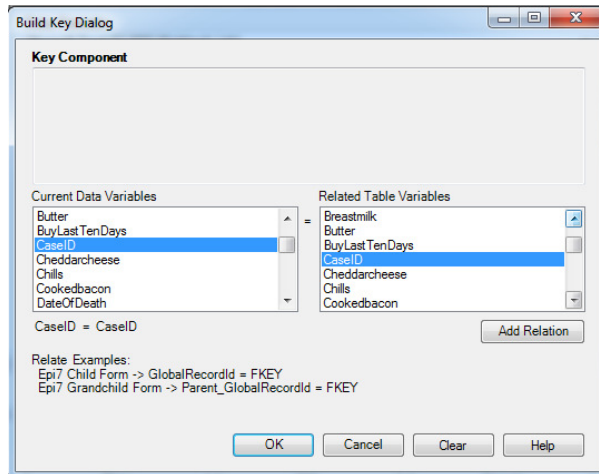 Build Key Dialog
Key Component
Current Data Variables
Related Table Variables
Butter
BuyLastTenDays
CaseID
Cheddarcheese
Chills
Cookedbacon
DateOfDeath
=
Breastmilk
Butter
BuyLastTenDays
CaseID
Cheddarcheese
Chills
Cookedbacon
CaseID = CaseID
Add Relation
Relate Examples:
Epi7 Child Form -> GlobalRecordId = FKEY
Epi7 Grandchild Form -> Parent_GlobalRecordId = FKEY
OK
Cancel
Clear
Help